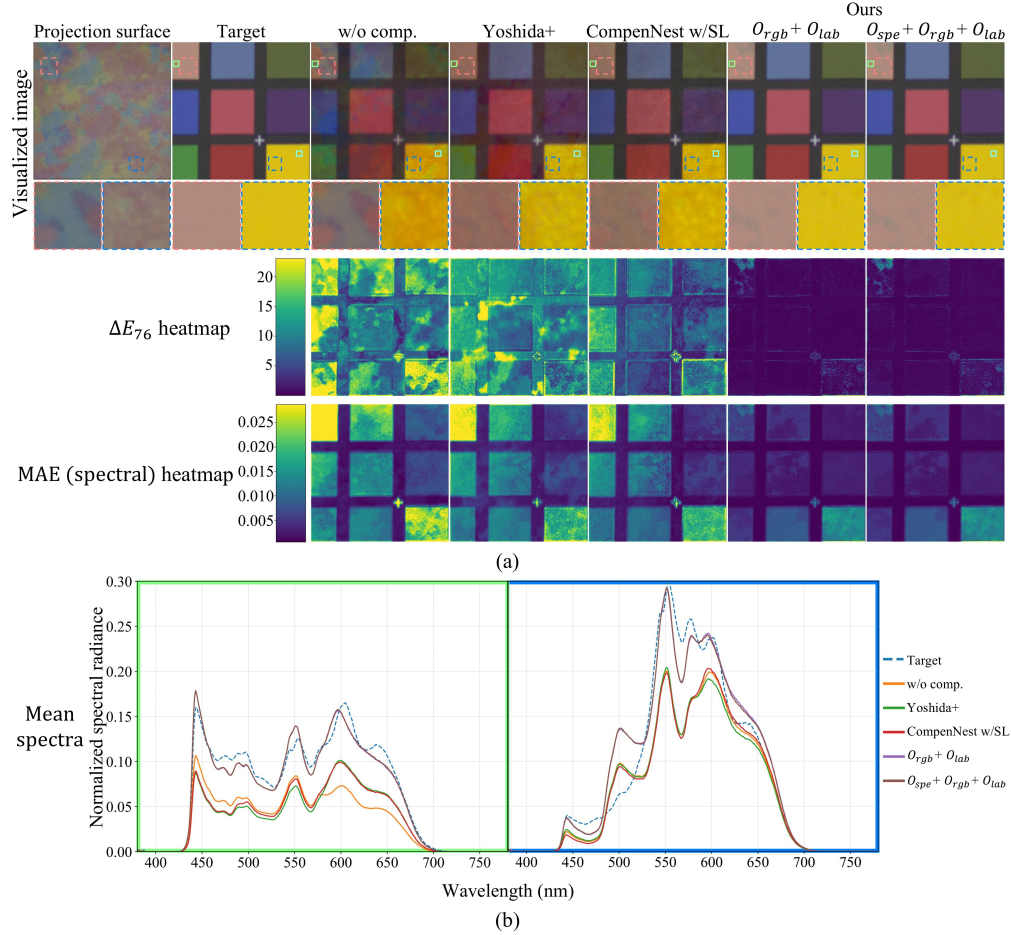 Ours
Projection surface Target w/o comp. Yoshida+ CompenNest w/SL O_rgb + O_lab O_spe + O_rgb + O_lab
Visualized image
ΔE_76 heatmap
20
15
10
5
MAE (spectral) heatmap
0.025
0.020
0.015
0.010
0.005
(a)
Mean
spectra
Normalized spectral radiance
0.30
0.25
0.20
0.15
0.10
0.05
0.00
400 450 500 550 600 650 700 750 400 450 500 550 600 650 700 750
Wavelength (nm)
Target
w/o comp.
Yoshida+
CompenNest w/SL
O_rgb + O_lab
O_spe + O_rgb + O_lab
(b)